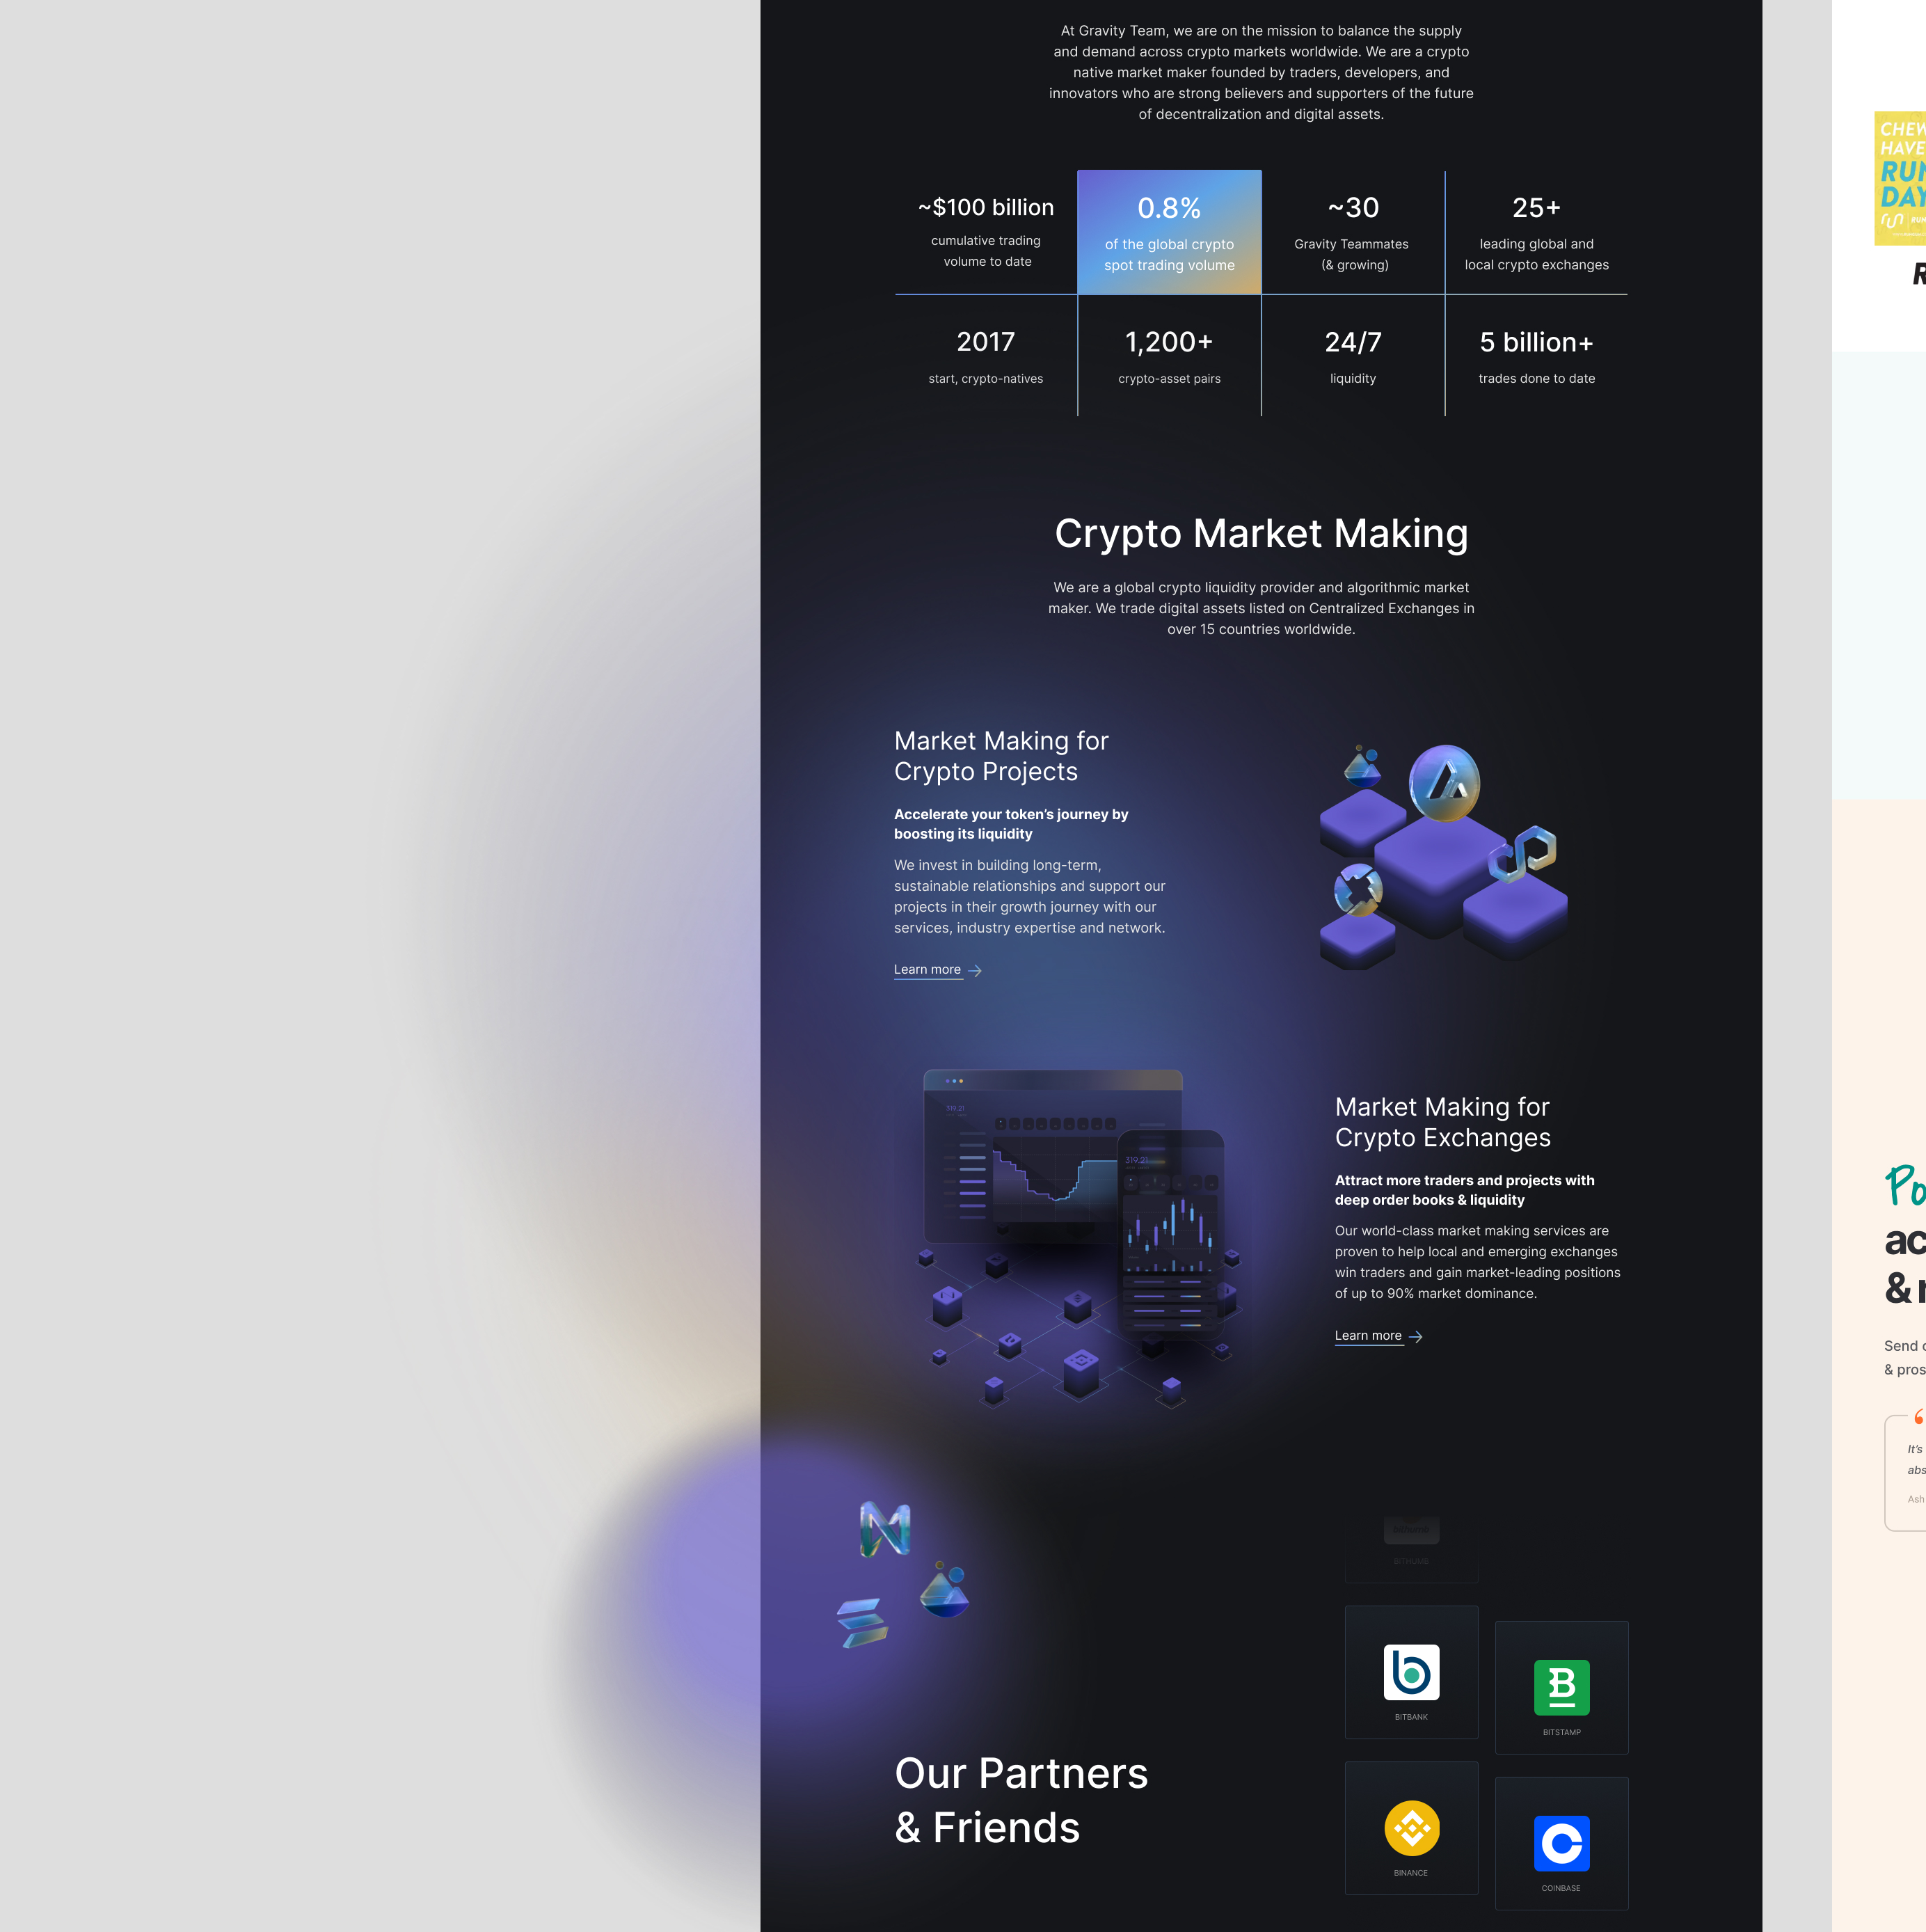 At Gravity Team, we are on the mission to balance the supply
and demand across crypto markets worldwide. We are a crypto
native market maker founded by traders, developers, and
innovators who are strong believers and supporters of the future
of decentralization and digital assets.
~$100 billion
cumulative trading
volume to date
0.8%
of the global crypto
spot trading volume
~30
Gravity Teammates
(& growing)
25+
leading global and
local crypto exchanges
2017
start, crypto-natives
1,200+
crypto-asset pairs
24/7
liquidity
5 billion+
trades done to date
Crypto Market Making
We are a global crypto liquidity provider and algorithmic market
maker. We trade digital assets listed on Centralized Exchanges in
over 15 countries worldwide.
Market Making for
Crypto Projects
Accelerate your token’s journey by
boosting its liquidity
We invest in building long-term,
sustainable relationships and support our
projects in their growth journey with our
services, industry expertise and network.
Learn more
319.21
319.21
Market Making for
Crypto Exchanges
Attract more traders and projects with
deep order books & liquidity
Our world-class market making services are
proven to help local and emerging exchanges
win traders and gain market-leading positions
of up to 90% market dominance.
Learn more
Our Partners
& Friends
BITHUMB
BITBANK
BITSTAMP
BINANCE
COINBASE
CHEW
HAVE
RUN
DAY
R
Po
ac
&
Send
& pros
It’s
abs
Ash